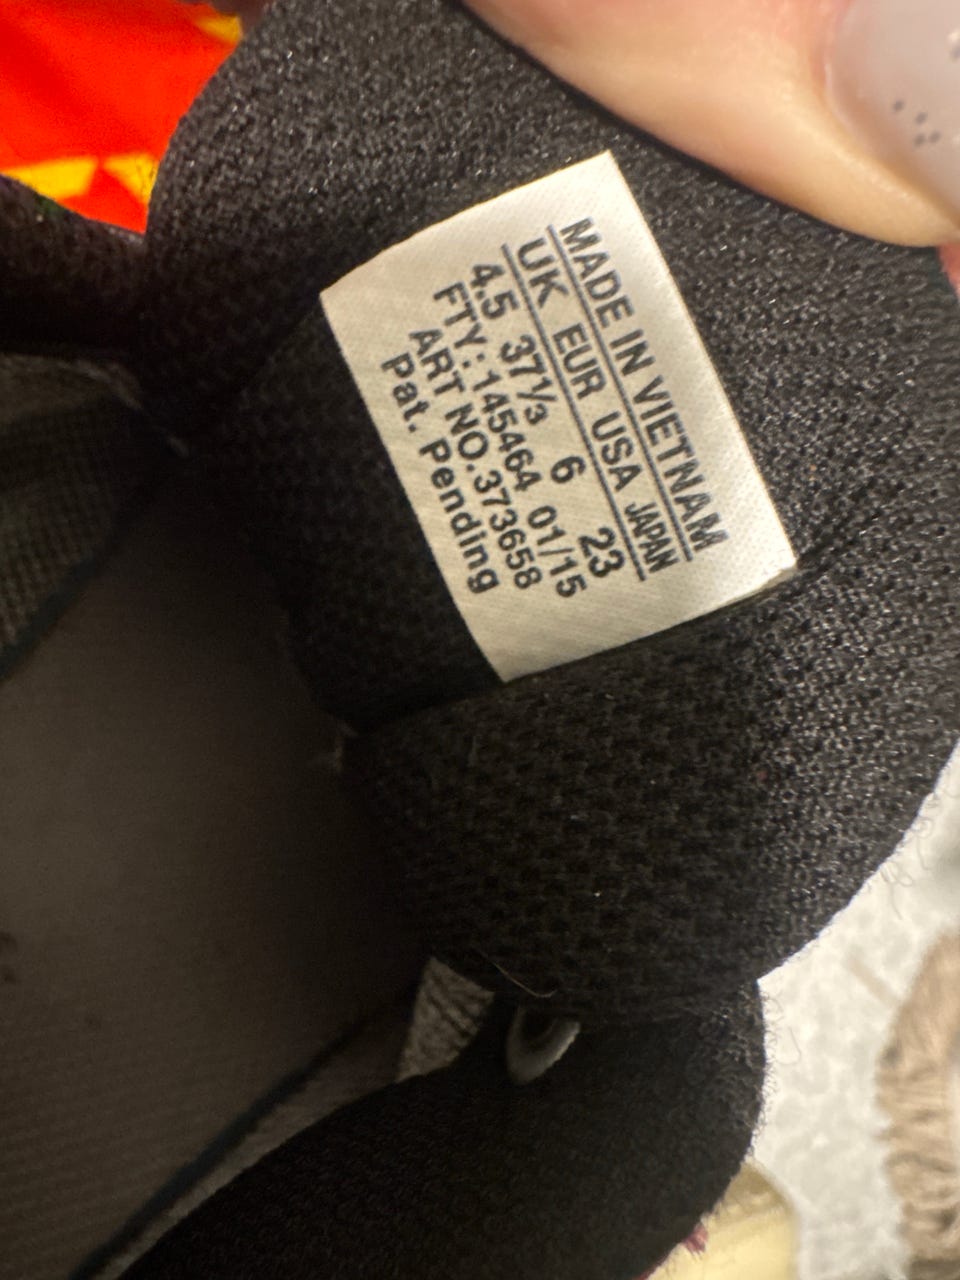 MADE IN VIETNAM
UK EUR USA JAPAN
4.5 37⅓ 6 23
FTY: 145464 01/15
ART NO.373658
Pat. Pending